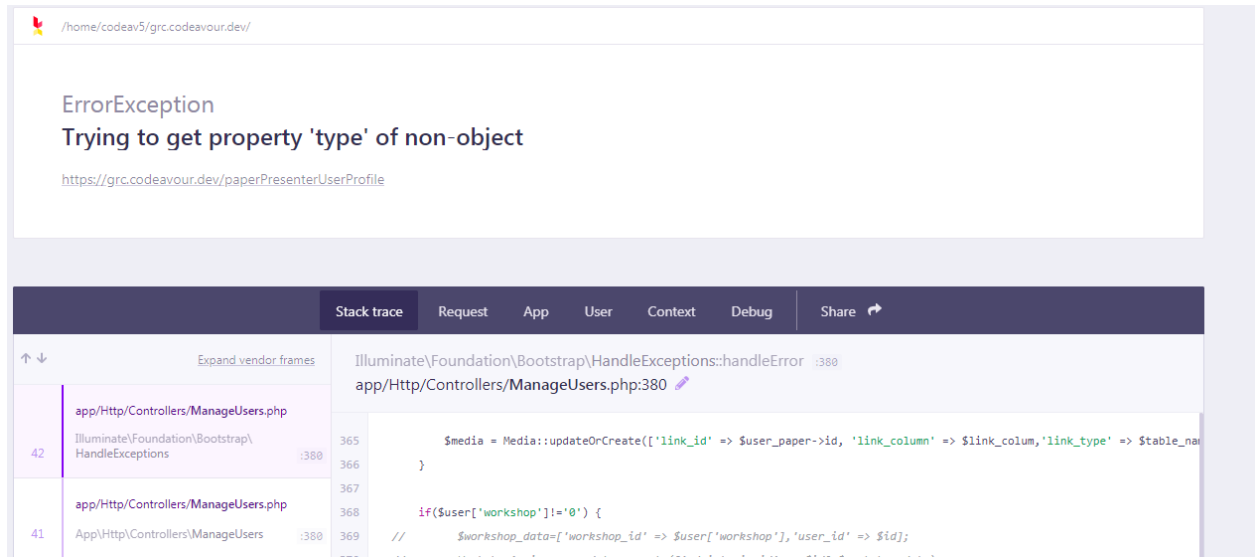 /home/codeav5/grc.codeavour.dev/
ErrorException
Trying to get property 'type' of non-object
https://grc.codeavour.dev/paperPresenterUserProfile
Stack trace Request App User Context Debug Share
Expand vendor frames
Illuminate\Foundation\Bootstrap\HandleExceptions::handleError :380
app/Http/Controllers/ManageUsers.php:380
app/Http/Controllers/ManageUsers.php
42 Illuminate\Foundation\Bootstrap\
HandleExceptions :380
app/Http/Controllers/ManageUsers.php
41 App\Http\Controllers\ManageUsers :380
365 $media = Media::updateOrCreate(['link_id' => $user_paper->id, 'link_column' => $link_colum,'link_type' => $table_na
366 }
367
368 if($user['workshop']!='0') {
369 // $workshop_data=['workshop_id' => $user['workshop'],'user_id' => $id];